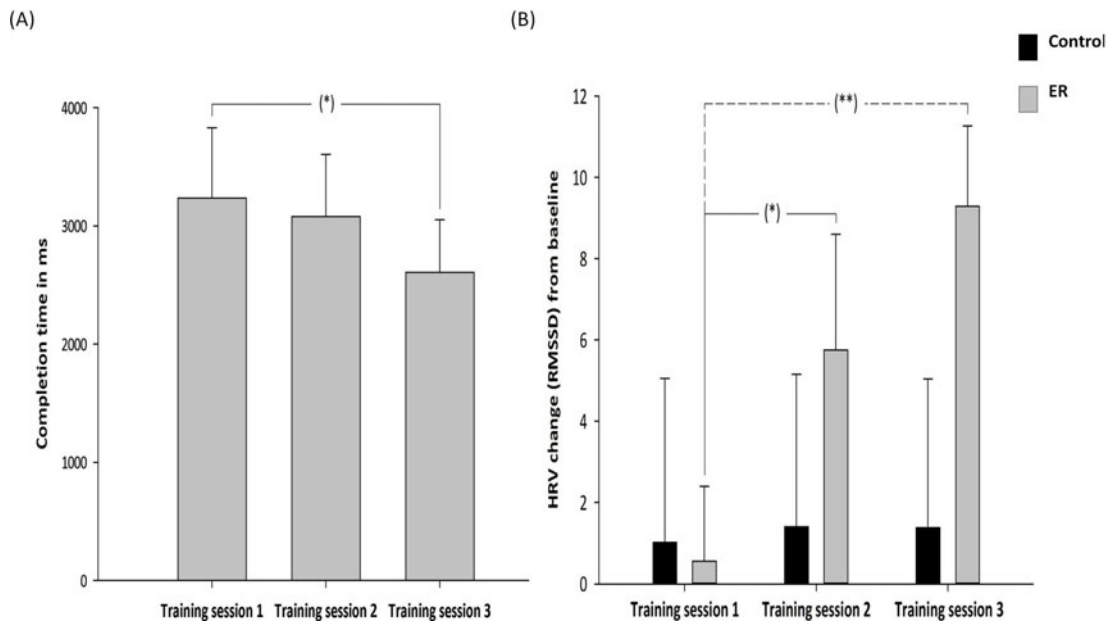 (A)
(B)
Control
ER
Completion time in ms
4000
3000
2000
1000
0
(*)
Training session 1
Training session 2
Training session 3
HRV change (RMSSD) from baseline
12
10
8
6
4
2
0
(**)
(*)
Training session 1
Training session 2
Training session 3